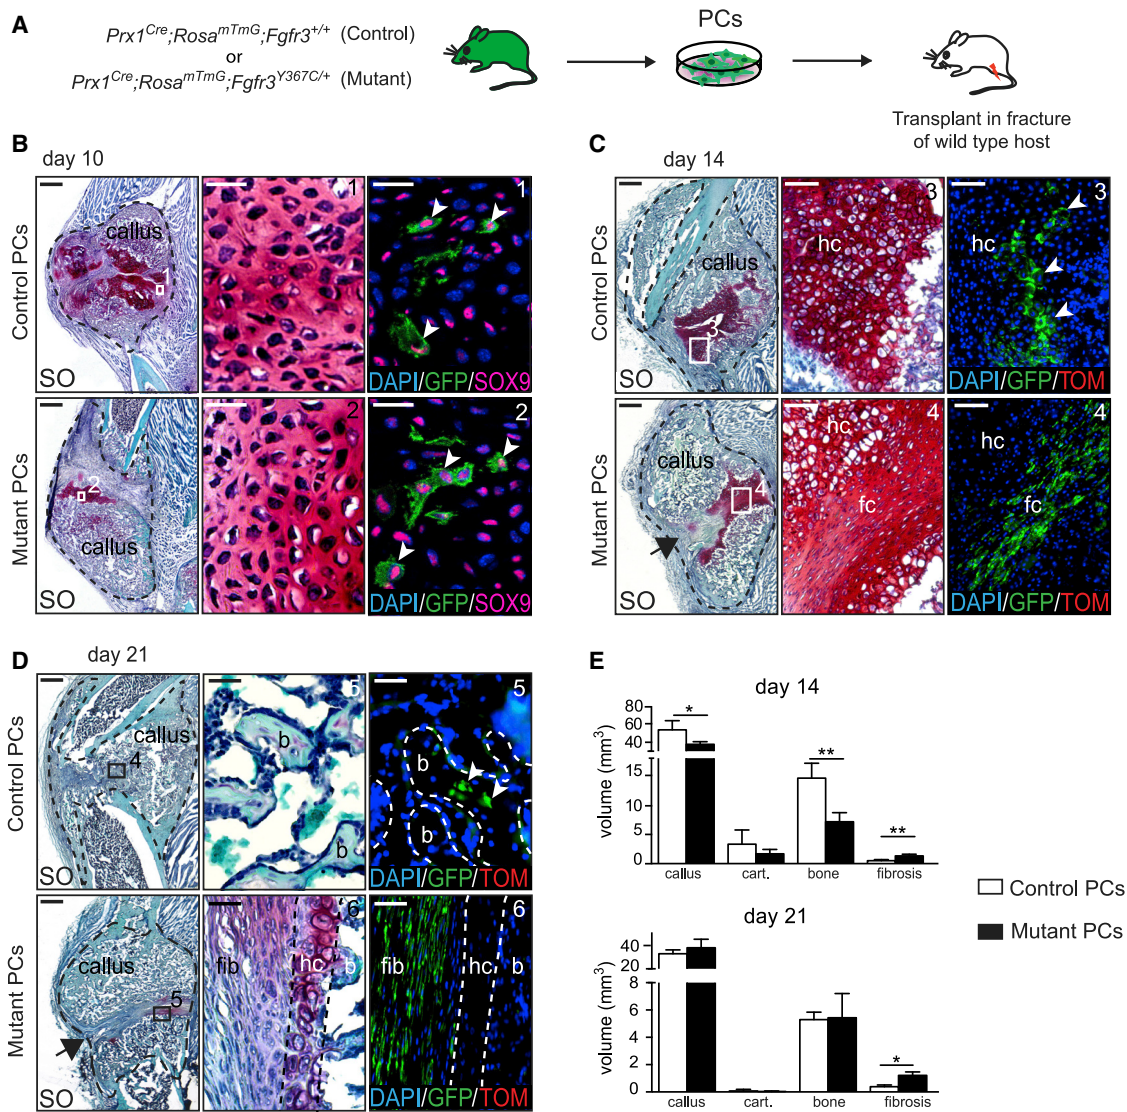 A
Prx1Cre;RosamTmG;Fgfr3+/+ (Control)
or
Prx1Cre;RosamTmG;Fgfr3Y367C/+ (Mutant)
PCs
Transplant in fracture
of wild type host
B
day 10
Control PCs
callus
1
SO
1
1
DAPI/GFP/SOX9
Mutant PCs
2
callus
SO
2
2
DAPI/GFP/SOX9
C
day 14
Control PCs
callus
3
SO
3
hc
3
hc
DAPI/GFP/TOM
Mutant PCs
callus
4
SO
4
hc
fc
4
hc
fc
DAPI/GFP/TOM
D
day 21
Control PCs
callus
4
SO
5
b
b
5
b
b
DAPI/GFP/TOM
Mutant PCs
callus
5
SO
6
fib
hc
b
6
fib
hc
b
DAPI/GFP/TOM
E
day 14
volume (mm3)
80
60
40
15
10
5
0
*
**
**
callus
cart.
bone
fibrosis
Control PCs
Mutant PCs
day 21
volume (mm3)
40
20
8
6
4
2
0
*
callus
cart.
bone
fibrosis